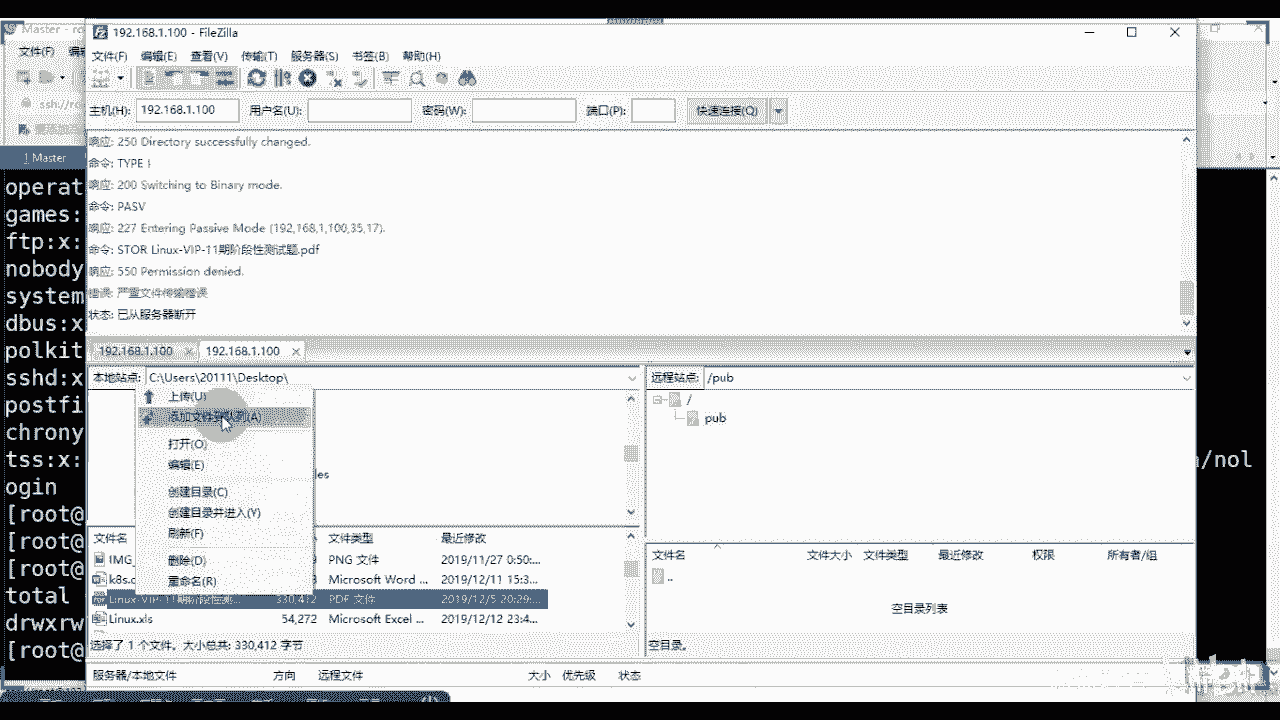 192.168.1.100 - FileZilla
文件(F) 编辑(E) 查看(V) 传输(T) 服务器(S) 书签(B) 帮助(H)
主机(H): 192.168.1.100 用户名(U): 密码(W): 端口(P): 快速连接(Q)
响应: 250 Directory successfully changed.
命令: TYPE I
响应: 200 Switching to Binary mode.
命令: PASV
响应: 227 Entering Passive Mode (192,168,1,100,35,17).
命令: STOR Linux-VIP-11期阶段性测试题.pdf
响应: 550 Permission denied.
错误: 严重文件传输错误
状态: 已从服务器断开
192.168.1.100 192.168.1.100
本地站点: C:\Users\20111\Desktop\
远程站点: /pub
上传(U)
添加文件到队列(A)
打开(O)
编辑(E)
创建目录(C)
创建目录并进入(Y)
刷新(F)
删除(D)
重命名(R)
les
/
pub
文件名 文件类型 最近修改
IMG_ PNG 文件 2019/11/27 0:50:...
k8s.c Microsoft Word ... 2019/12/11 15:3...
Linux-VIP-11期阶段性测... 330,412 PDF 文件 2019/12/5 20:29:...
Linux.xls 54,272 Microsoft Excel ... 2019/12/12 23:4...
选择了 1 个文件。大小总共: 330,412 字节
文件名 文件大小 文件类型 最近修改 权限 所有者/组
..
空目录列表
空目录。
服务器/本地文件 方向 远程文件 大小 优先级 状态
Master
文件(F)
ssh://
! Master
operat
games:
ftp:x:
nobody
system
dbus:x
polkit
sshd:x
postfi
chrony
tss:x: /nol
ogin
[root@
[root@
[root@
total
drwxrw
[root@